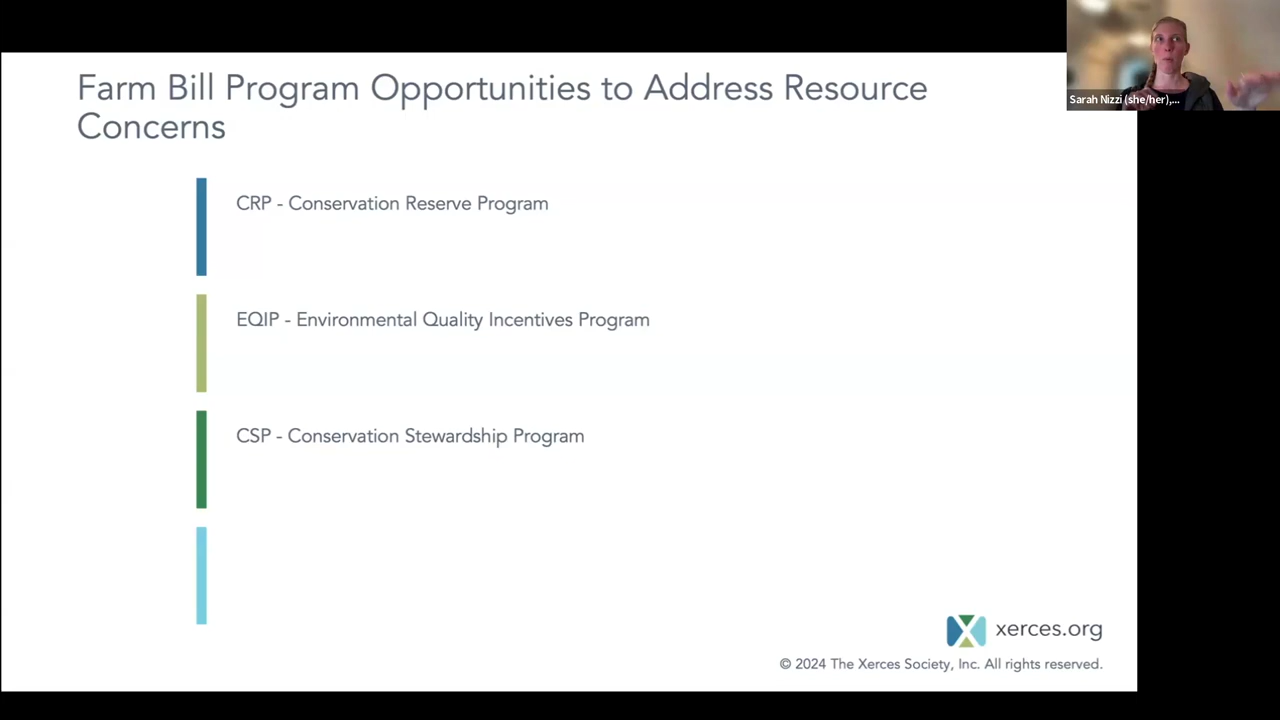 Farm Bill Program Opportunities to Address Resource
Concerns
Sarah Nizzi (she/her),...
CRP - Conservation Reserve Program
EQIP - Environmental Quality Incentives Program
CSP - Conservation Stewardship Program
xerces.org
© 2024 The Xerces Society, Inc. All rights reserved.